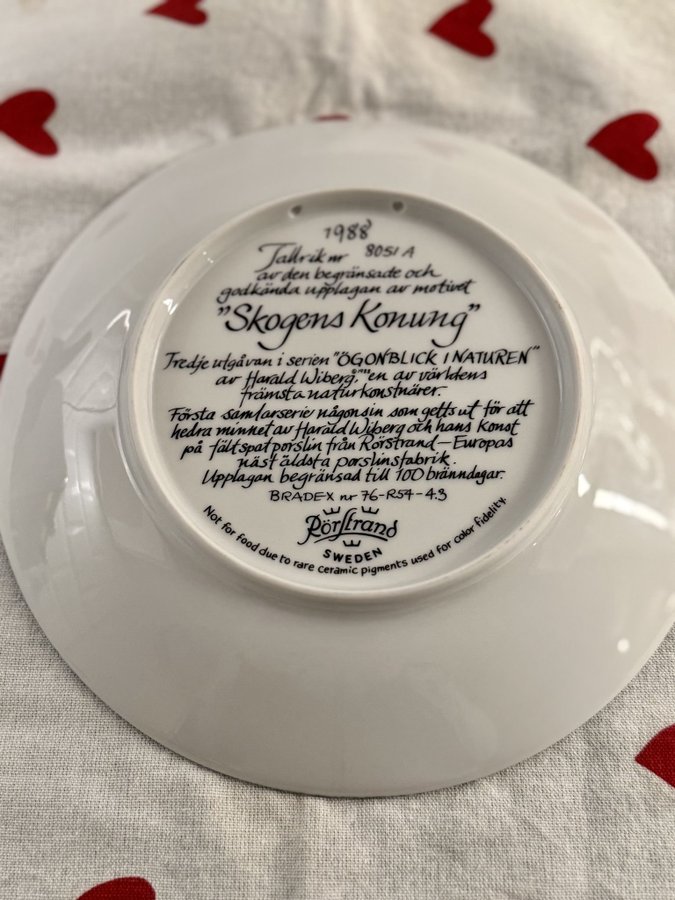 1988
Tallrik nr 8051 A
av den begränsade och
godkända upplagan av motivet
"Skogens Konung"
Tredje utgåvan i serien "ÖGONBLICK I NATUREN"
av Harald Wiberg, "en av världens
främsta naturkonstnärer.
Första samlarserie någonsin som getts ut för att
hedra minnet av Harald Wiberg och hans konst
på fältspatporslin från Rörstrand – Europas
näst äldsta porslinsfabrik.
Upplagan begränsad till 100 bränndagar.
BRADEX nr 76-R54-4.3
Rörstrand
SWEDEN
Not for food due to rare ceramic pigments used for color fidelity.